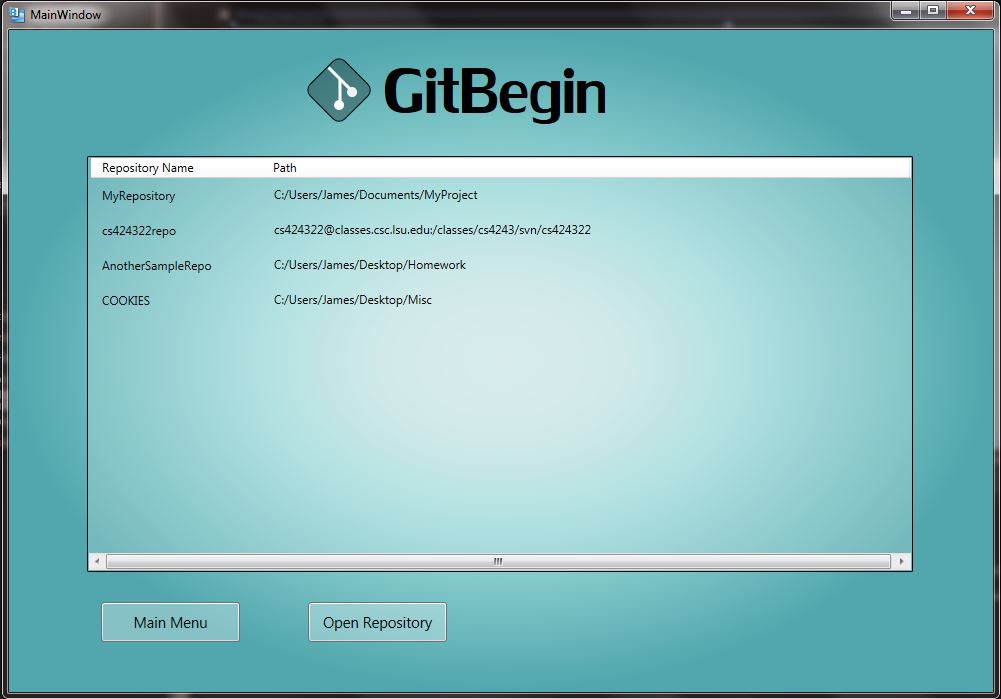 MainWindow
GitBegin
Repository Name Path
MyRepository C:/Users/James/Documents/MyProject
cs424322repo cs424322@classes.csc.lsu.edu:/classes/cs4243/svn/cs424322
AnotherSampleRepo C:/Users/James/Desktop/Homework
COOKIES C:/Users/James/Desktop/Misc
Main Menu Open Repository